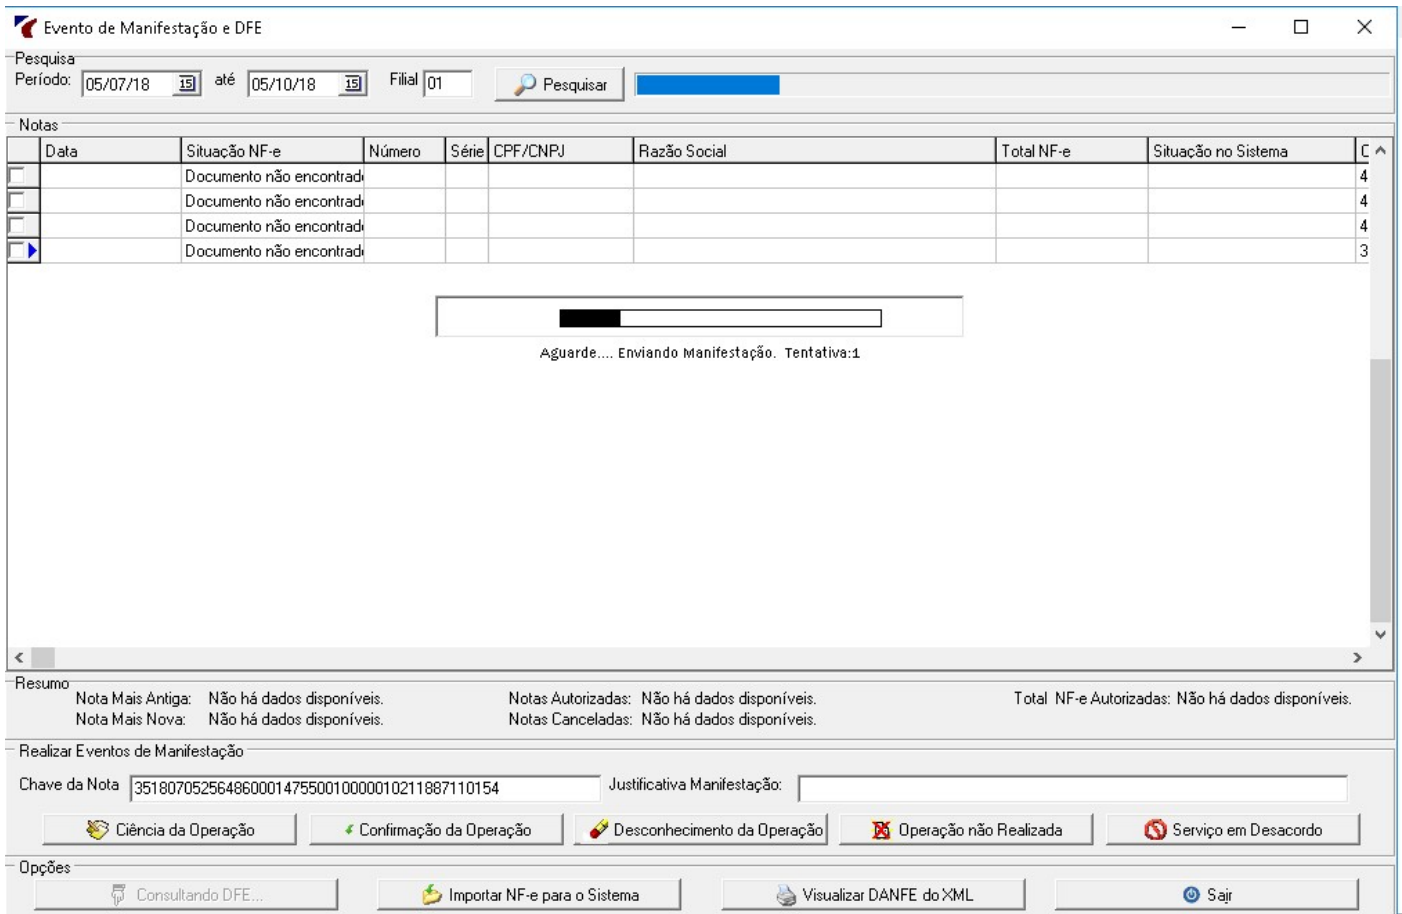 Evento de Manifestação e DFE
Pesquisa
Período: 05/07/18 15 até 05/10/18 15 Filial 01 Pesquisar
Notas
Data Situação NF-e Número Série CPF/CNPJ Razão Social Total NF-e Situação no Sistema C
Documento não encontrad 4
Documento não encontrad 4
Documento não encontrad 4
Documento não encontrad 3
Aguarde.... Enviando Manifestação. Tentativa:1
Resumo
Nota Mais Antiga: Não há dados disponíveis. Notas Autorizadas: Não há dados disponíveis. Total NF-e Autorizadas: Não há dados disponíveis.
Nota Mais Nova: Não há dados disponíveis. Notas Canceladas: Não há dados disponíveis.
Realizar Eventos de Manifestação
Chave da Nota 35180705256486000147550010000010211887110154 Justificativa Manifestação:
Ciência da Operação Confirmação da Operação Desconhecimento da Operação Operação não Realizada Serviço em Desacordo
Opções
Consultando DFE... Importar NF-e para o Sistema Visualizar DANFE do XML Sair